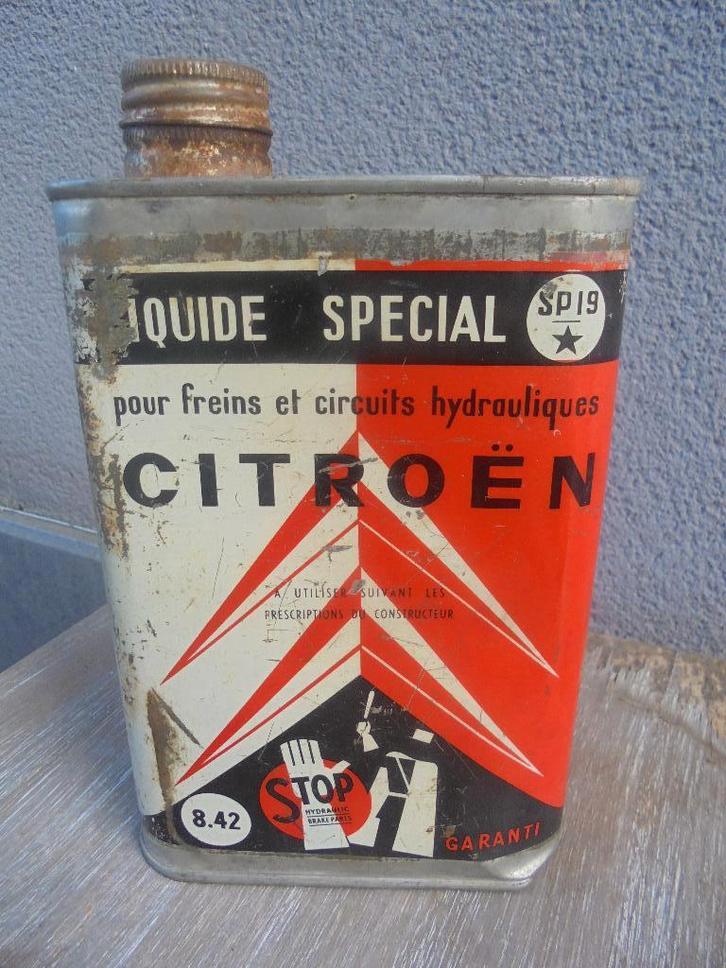 IQUIDE SPECIAL SP19
pour freins et circuits hydrauliques
CITROËN
A UTILISER SUIVANT LES
PRESCRIPTIONS DU CONSTRUCTEUR
STOP
HYDRAULIC
BRAKE PARTS
8.42
GARANTI